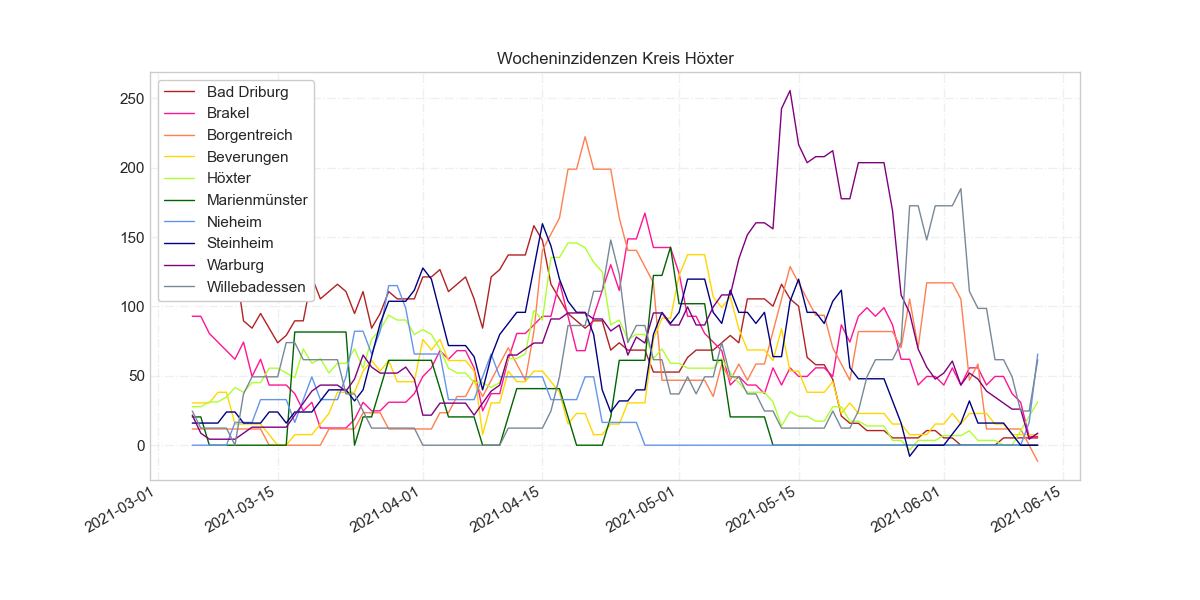 Wocheninzidenzen Kreis Höxter
250
200
150
100
50
0
Bad Driburg
Brakel
Borgentreich
Beverungen
Höxter
Marienmünster
Nieheim
Steinheim
Warburg
Willebadessen
2021-03-01
2021-03-15
2021-04-01
2021-04-15
2021-05-01
2021-05-15
2021-06-01
2021-06-15